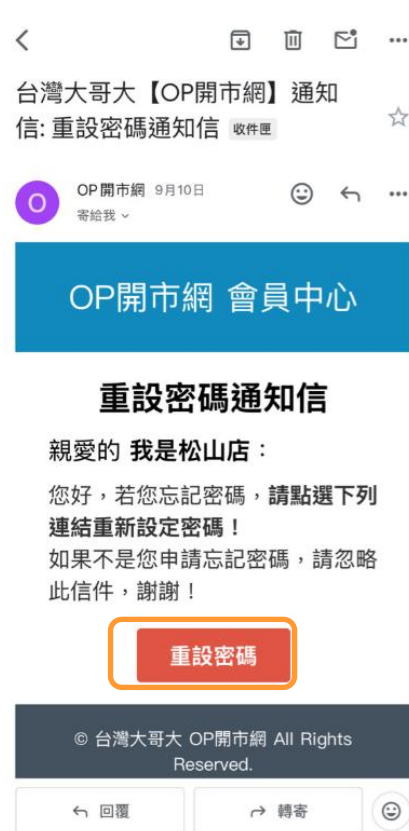 台灣大哥大【OP開市網】通知
信: 重設密碼通知信 收件匣
O
OP開市網 9月10日
寄給我
OP開市網 會員中心
重設密碼通知信
親愛的 我是松山店：
您好，若您忘記密碼，請點選下列
連結重新設定密碼！
如果不是您申請忘記密碼，請忽略
此信件，謝謝！
重設密碼
© 台灣大哥大 OP開市網 All Rights
Reserved.
回覆 轉寄